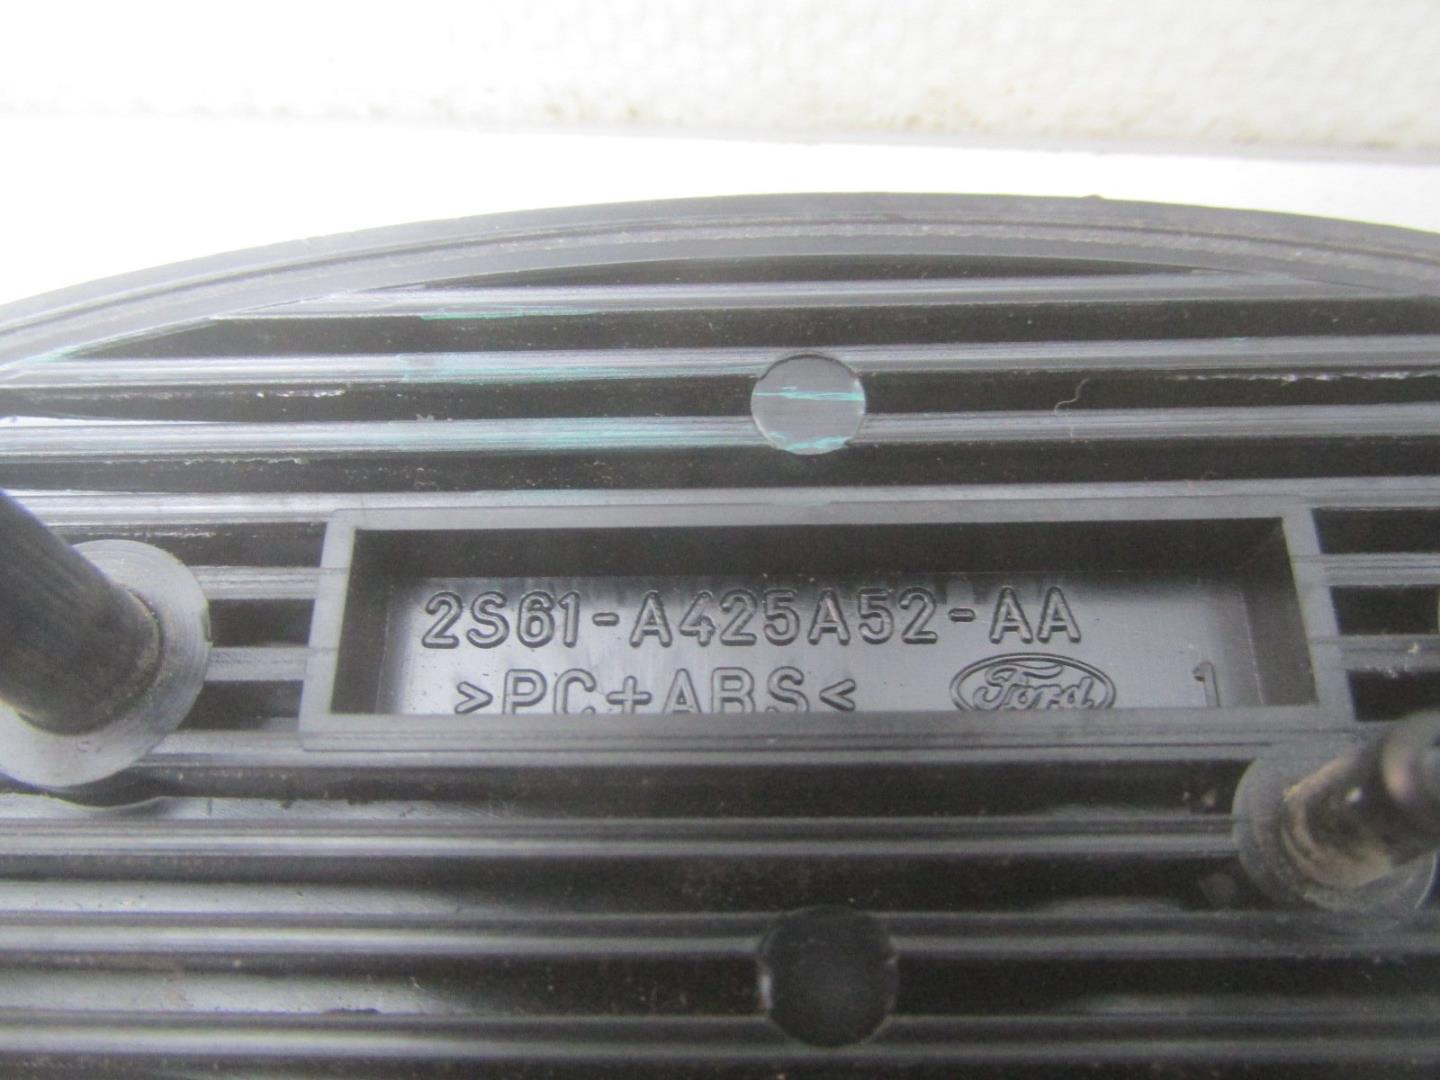 2S61-A425A52-AA
>PC+ABS< Ford 1